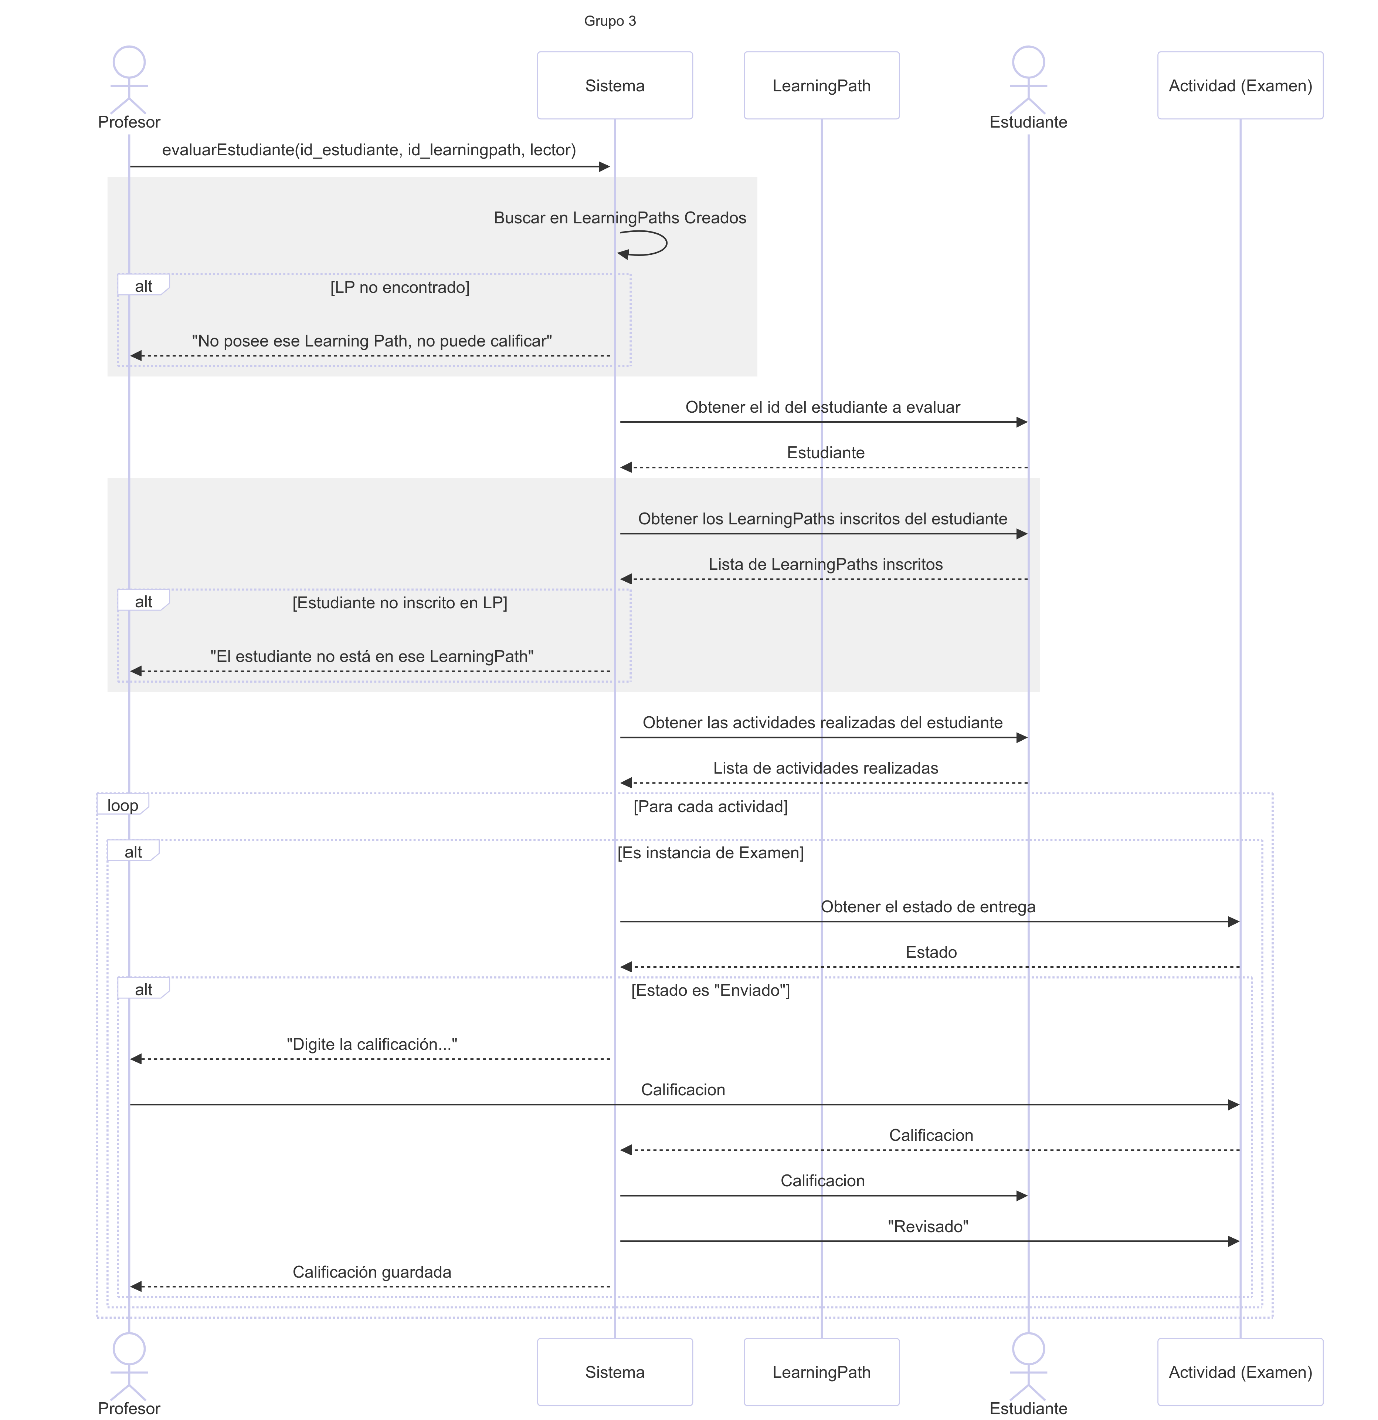 Grupo 3
Profesor
Sistema
LearningPath
Estudiante
Actividad (Examen)
evaluarEstudiante(id_estudiante, id_learningpath, lector)
Buscar en LearningPaths Creados
alt
[LP no encontrado]
"No posee ese Learning Path, no puede calificar"
Obtener el id del estudiante a evaluar
Estudiante
Obtener los LearningPaths inscritos del estudiante
Lista de LearningPaths inscritos
alt
[Estudiante no inscrito en LP]
"El estudiante no está en ese LearningPath"
Obtener las actividades realizadas del estudiante
Lista de actividades realizadas
loop
[Para cada actividad]
alt
[Es instancia de Examen]
Obtener el estado de entrega
Estado
alt
[Estado es "Enviado"]
"Digite la calificación..."
Calificacion
Calificacion
Calificacion
"Revisado"
Calificación guardada
Profesor
Sistema
LearningPath
Estudiante
Actividad (Examen)